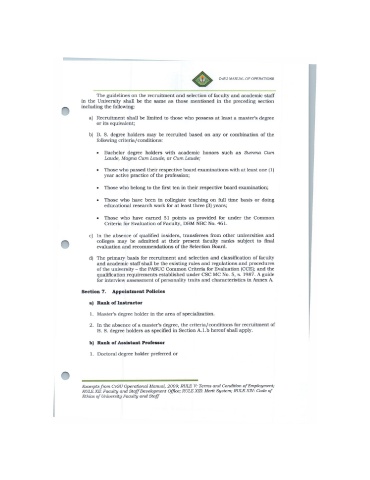 CvSU MANUAL OF OPERATIONS
The guidelines on the recruitment and selection of faculty and academic staff
in the University shall be the same as those mentioned in the preceding section
including the following:
a) Recruitment shall be limited to those who possess at least a master's degree
or its equivalent;
b) B. S. degree holders may be recruited based on any or combination of the
following criteria/conditions:
• Bachelor degree holders with academic honors such as Summa Cum
Laude, Magna Cum Laude, or Cum Laude;
• Those who passed their respective board examinations with at least one (1)
year active practice of the profession;
• Those who belong to the first ten in their respective board examination;
• Those who have been in collegiate teaching on full time basis or doing
educational research work for at least three (3) years;
• Those who have earned 51 points as provided for under the Common
Criteria for Evaluation of Faculty, DBM NBC No. 461.
c) In the absence of qualified insiders, transferees from other universities and
colleges may be admitted at their present faculty ranks subject to final
evaluation and recommendations of the Selection Board.
d) The primary basis for recruitment and selection and classification of faculty
and academic staff shall be the existing rules and regulations and procedures
of the university – the PASUC Common Criteria for Evaluation (CCE); and the
qualification requirements established under CSC MC No. 5, s. 1987. A guide
for interview assessment of personality traits and characteristics in Annex A.
Section 7. Appointment Policies
a) Rank of Instructor
1. Master's degree holder in the area of specialization.
2. In the absence of a master's degree, the criteria/conditions for recruitment of
B. S. degree holders as specified in Section A.1.b hereof shall apply.
b) Rank of Assistant Professor
1. Doctoral degree holder preferred or
Excerpts from CvSU Operational Manual, 2009, RULE V: Terms and Condition of Employment;
RULE XI: Faculty and Staff Development Office; RULE XIII: Merit System; RULE XIV: Code of
Ethics of University Faculty and Staff